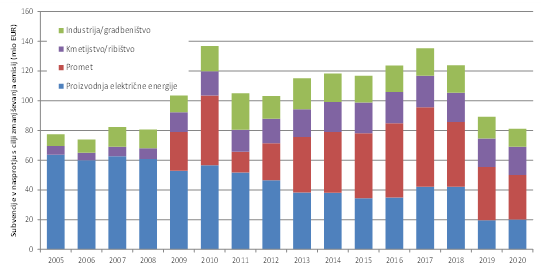 Subvencije v nasprotju s cilji zmanjševanja emisij (mio EUR)
160
140
120
100
80
60
40
20
0
Industrija/gradbeništvo
Kmetijstvo/ribištvo
Promet
Proizvodnja električne energije
2005 2006 2007 2008 2009 2010 2011 2012 2013 2014 2015 2016 2017 2018 2019 2020